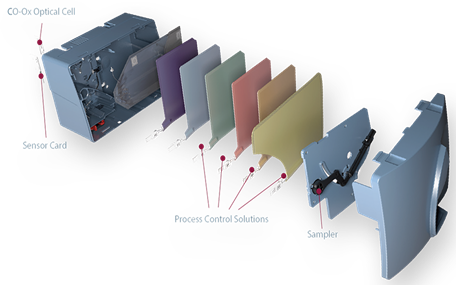 CO-Ox Optical Cell
Sensor Card
Process Control Solutions
Sampler